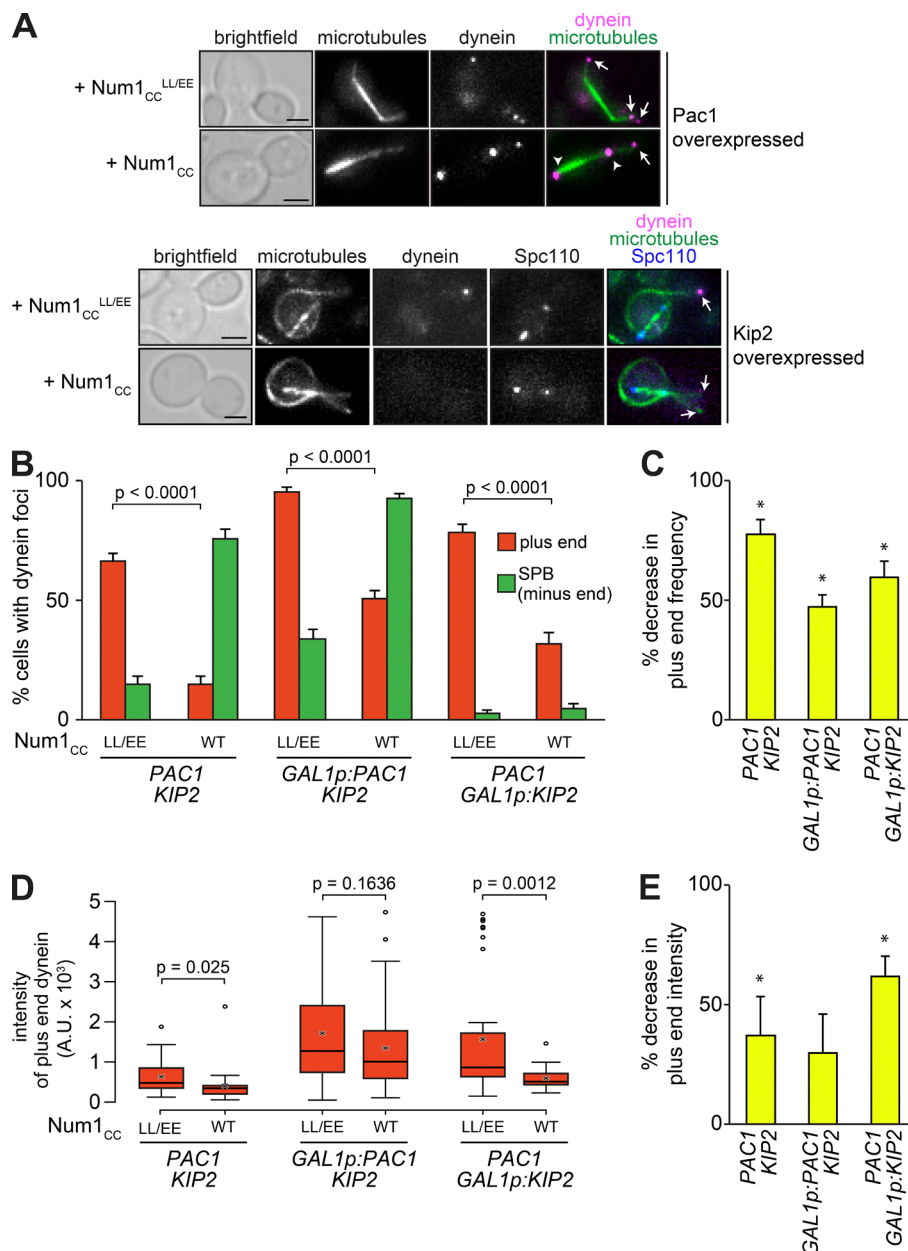 A
brightfield microtubules dynein dynein
microtubules
+ Num1CC LL/EE
+ Num1CC
Pac1
overexpressed
brightfield microtubules dynein Spc110 dynein
microtubules
Spc110
+ Num1CC LL/EE
+ Num1CC
Kip2
overexpressed
B
% cells with dynein foci
100
50
0
p < 0.0001
p < 0.0001
p < 0.0001
plus end
SPB
(minus end)
Num1CC LL/EE WT LL/EE WT LL/EE WT
PAC1
KIP2
GAL1p:PAC1
KIP2
PAC1
GAL1p:KIP2
C
% decrease in
plus end frequency
100
50
0
* * *
PAC1
KIP2
GAL1p:PAC1
KIP2
PAC1
GAL1p:KIP2
D
intensity
of plus end dynein
(A.U. x 10³)
5
4
3
2
1
0
p = 0.025
p = 0.1636
p = 0.0012
Num1CC LL/EE WT LL/EE WT LL/EE WT
PAC1
KIP2
GAL1p:PAC1
KIP2
PAC1
GAL1p:KIP2
E
% decrease in
plus end intensity
100
50
0
* *
PAC1
KIP2
GAL1p:PAC1
KIP2
PAC1
GAL1p:KIP2